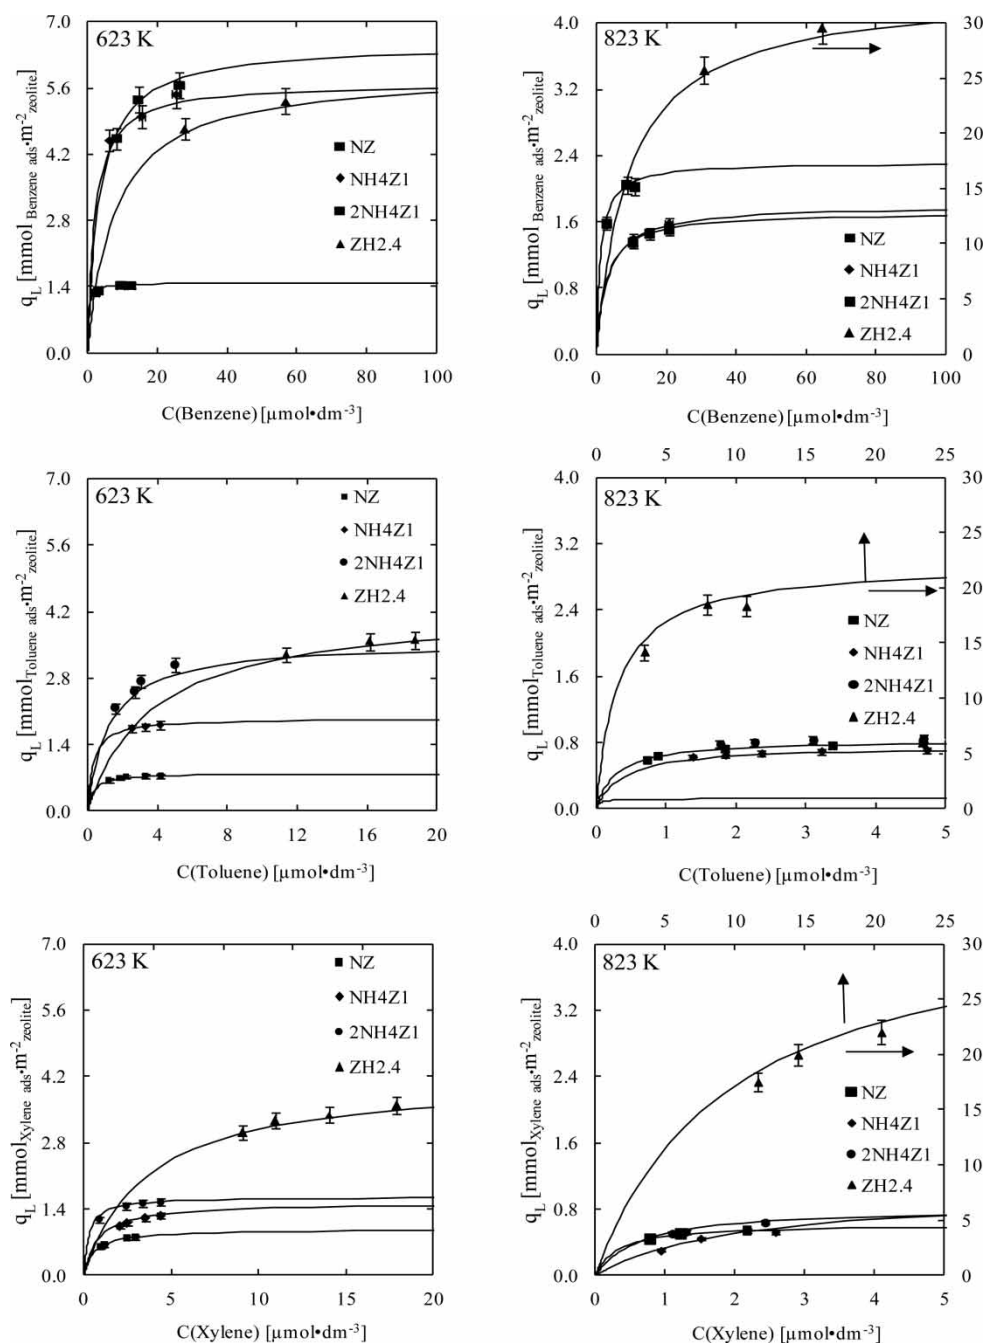 623 K
7.0
5.6
4.2
2.8
1.4
0.0
0 20 40 60 80 100
q_L [mmol_Benzene ads•m^-2_zeolite]
C(Benzene) [μmol•dm^-3]
NZ
NH4Z1
2NH4Z1
ZH2.4
823 K
4.0
3.2
2.4
1.6
0.8
0.0
30
25
20
15
10
5
0
0 20 40 60 80 100
q_L [mmol_Benzene ads•m^-2_zeolite]
C(Benzene) [μmol•dm^-3]
NZ
NH4Z1
2NH4Z1
ZH2.4
623 K
7.0
5.6
4.2
2.8
1.4
0.0
0 4 8 12 16 20
q_L [mmol_Toluene ads•m^-2_zeolite]
C(Toluene) [μmol•dm^-3]
NZ
NH4Z1
2NH4Z1
ZH2.4
0 5 10 15 20 25
823 K
4.0
3.2
2.4
1.6
0.8
0.0
30
25
20
15
10
5
0
0 1 2 3 4 5
q_L [mmol_Toluene ads•m^-2_zeolite]
C(Toluene) [μmol•dm^-3]
NZ
NH4Z1
2NH4Z1
ZH2.4
623 K
7.0
5.6
4.2
2.8
1.4
0.0
0 5 10 15 20
q_L [mmol_Xylene ads•m^-2_zeolite]
C(Xylene) [μmol•dm^-3]
NZ
NH4Z1
2NH4Z1
ZH2.4
0 5 10 15 20 25
823 K
4.0
3.2
2.4
1.6
0.8
0.0
30
25
20
15
10
5
0
0 1 2 3 4 5
q_L [mmol_Xylene ads•m^-2_zeolite]
C(Xylene) [μmol•dm^-3]
NZ
NH4Z1
2NH4Z1
ZH2.4